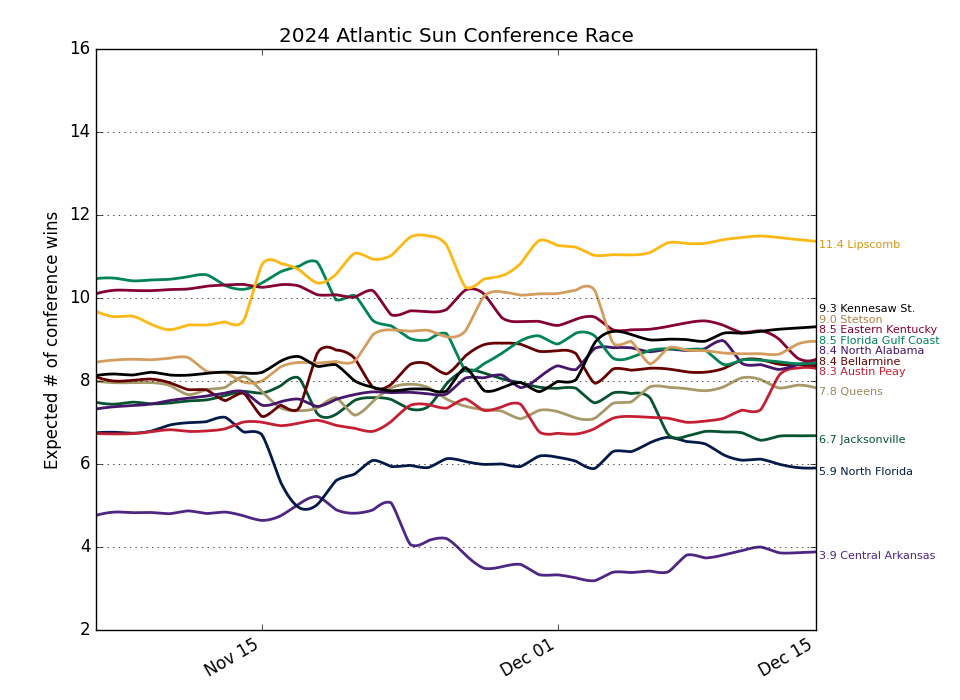 2024 Atlantic Sun Conference Race
Expected # of conference wins
16
14
12
10
8
6
4
2
Nov 15
Dec 01
Dec 15
11.4 Lipscomb
9.3 Kennesaw St.
9.0 Stetson
8.5 Eastern Kentucky
8.5 Florida Gulf Coast
8.4 North Alabama
8.4 Bellarmine
8.3 Austin Peay
7.8 Queens
6.7 Jacksonville
5.9 North Florida
3.9 Central Arkansas